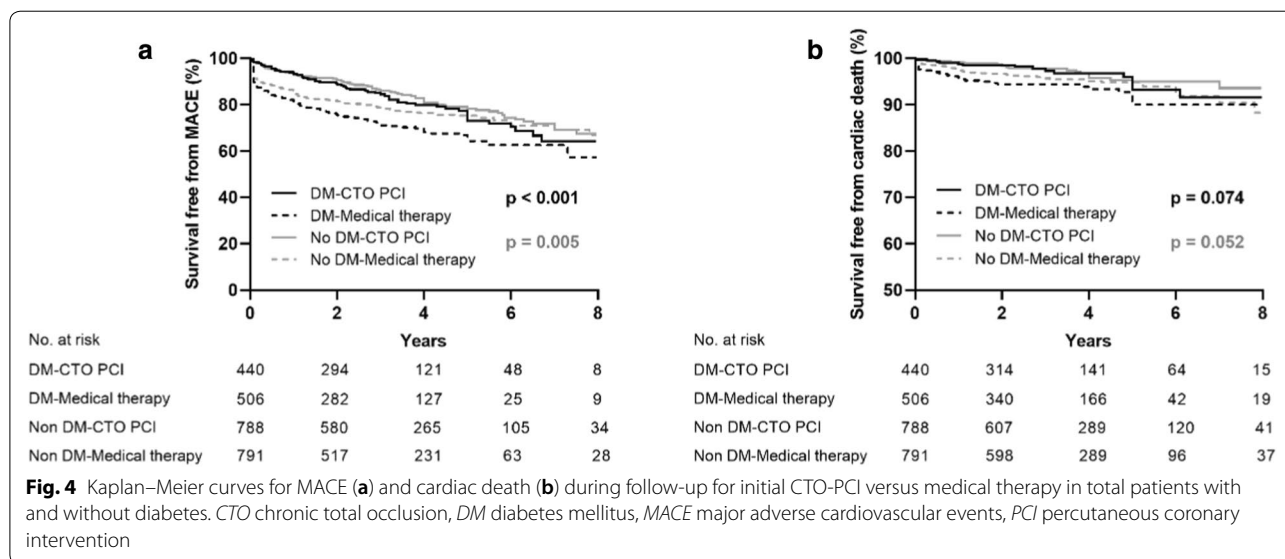 a
Survival free from MACE (%)
100
80
60
40
20
0
DM-CTO PCI
DM-Medical therapy
No DM-CTO PCI
No DM-Medical therapy
p < 0.001
p = 0.005
0 2 4 6 8
Years
No. at risk
DM-CTO PCI 440 294 121 48 8
DM-Medical therapy 506 282 127 25 9
Non DM-CTO PCI 788 580 265 105 34
Non DM-Medical therapy 791 517 231 63 28
b
Survival free from cardiac death (%)
100
90
80
70
60
50
DM-CTO PCI
DM-Medical therapy
No DM-CTO PCI
No DM-Medical therapy
p = 0.074
p = 0.052
0 2 4 6 8
Years
No. at risk
DM-CTO PCI 440 314 141 64 15
DM-Medical therapy 506 340 166 42 19
Non DM-CTO PCI 788 607 289 120 41
Non DM-Medical therapy 791 598 289 96 37
Fig. 4 Kaplan–Meier curves for MACE (a) and cardiac death (b) during follow-up for initial CTO-PCI versus medical therapy in total patients with
and without diabetes. CTO chronic total occlusion, DM diabetes mellitus, MACE major adverse cardiovascular events, PCI percutaneous coronary
intervention